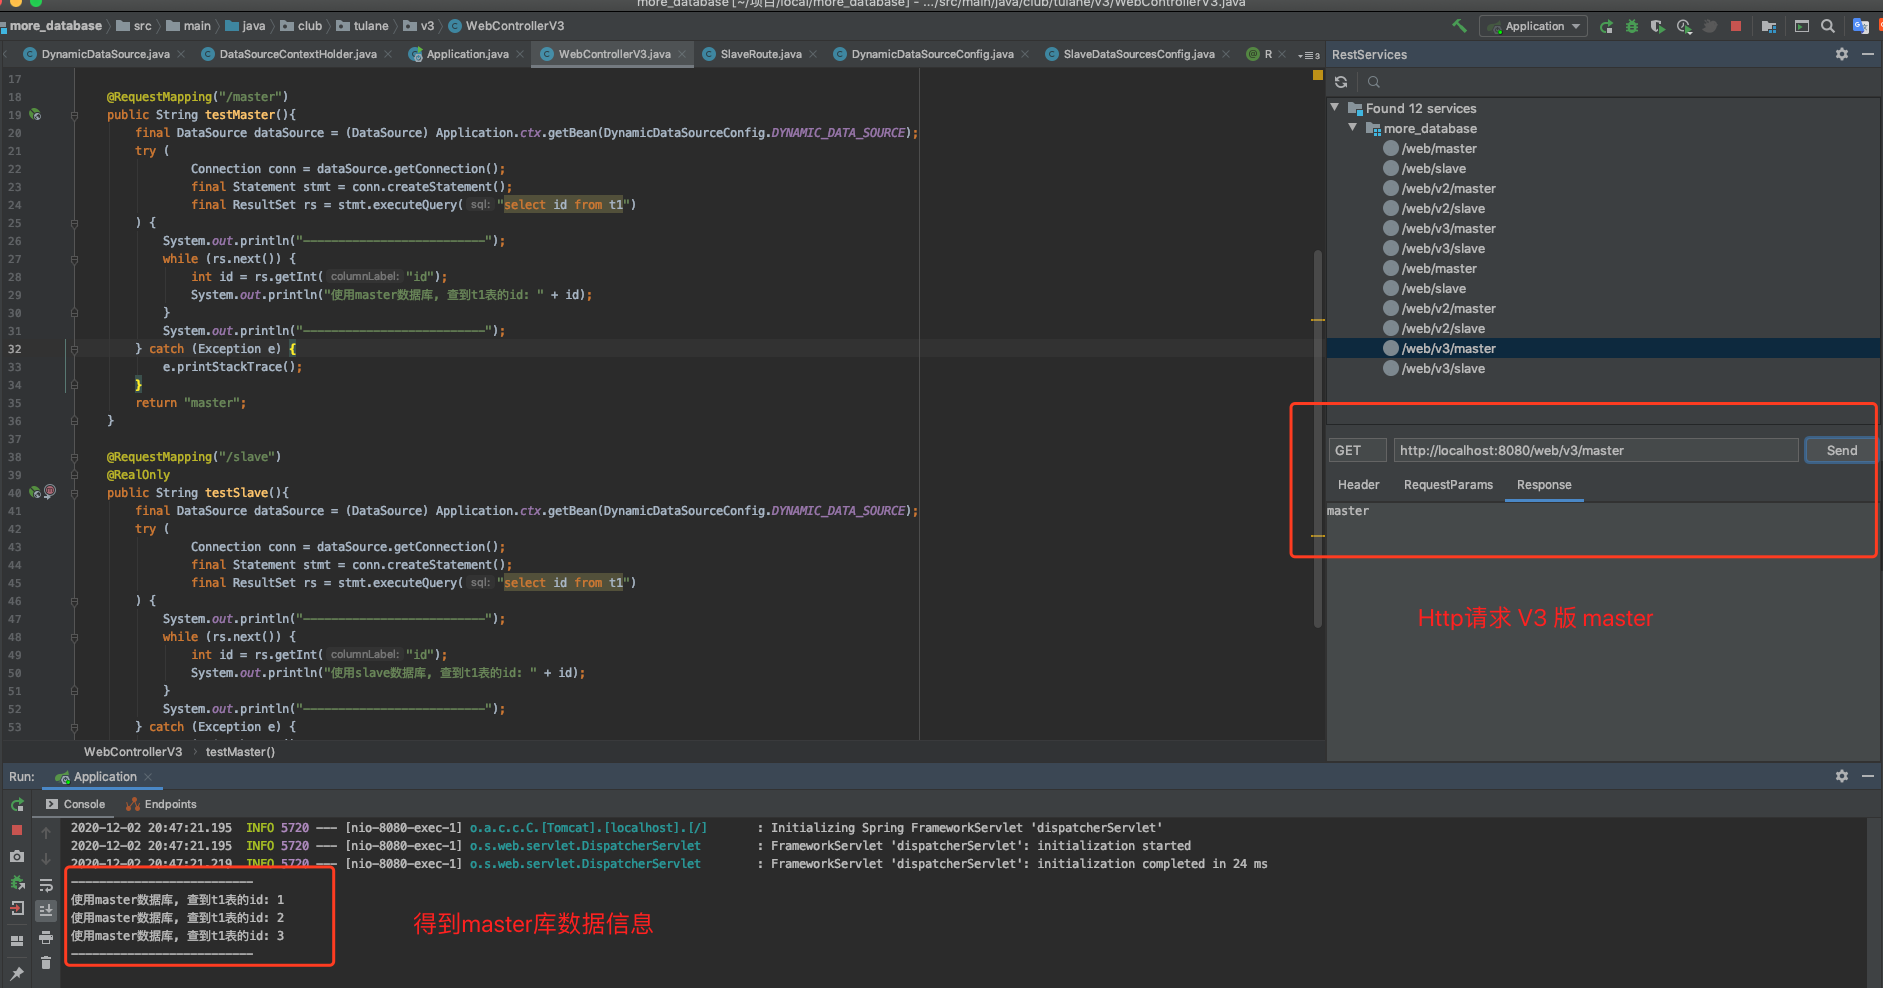 more_database [~/项目/local/more_database] - .../src/main/java/club/tulane/v3/WebControllerV3.java
more_database src main java club tulane v3 WebControllerV3
Application
DynamicDataSource.java DataSourceContextHolder.java Application.java WebControllerV3.java SlaveRoute.java DynamicDataSourceConfig.java SlaveDataSourcesConfig.java R
3
17
18 @RequestMapping("/master")
19 public String testMaster(){
20 final DataSource dataSource = (DataSource) Application.ctx.getBean(DynamicDataSourceConfig.DYNAMIC_DATA_SOURCE);
21 try (
22 Connection conn = dataSource.getConnection();
23 final Statement stmt = conn.createStatement();
24 final ResultSet rs = stmt.executeQuery( sql: "select id from t1")
25 ) {
26 System.out.println("--------------------------");
27 while (rs.next()) {
28 int id = rs.getInt( columnLabel: "id");
29 System.out.println("使用master数据库, 查到t1表的id: " + id);
30 }
31 System.out.println("--------------------------");
32 } catch (Exception e) {
33 e.printStackTrace();
34 }
35 return "master";
36 }
37
38 @RequestMapping("/slave")
39 @RealOnly
40 public String testSlave(){
41 final DataSource dataSource = (DataSource) Application.ctx.getBean(DynamicDataSourceConfig.DYNAMIC_DATA_SOURCE);
42 try (
43 Connection conn = dataSource.getConnection();
44 final Statement stmt = conn.createStatement();
45 final ResultSet rs = stmt.executeQuery( sql: "select id from t1")
46 ) {
47 System.out.println("--------------------------");
48 while (rs.next()) {
49 int id = rs.getInt( columnLabel: "id");
50 System.out.println("使用slave数据库, 查到t1表的id: " + id);
51 }
52 System.out.println("--------------------------");
53 } catch (Exception e) {
WebControllerV3 testMaster()
RestServices
Found 12 services
more_database
/web/master
/web/slave
/web/v2/master
/web/v2/slave
/web/v3/master
/web/v3/slave
/web/master
/web/slave
/web/v2/master
/web/v2/slave
/web/v3/master
/web/v3/slave
GET http://localhost:8080/web/v3/master Send
Header RequestParams Response
master
Http请求 V3 版 master
Run: Application
Console Endpoints
2020-12-02 20:47:21.195 INFO 5720 --- [nio-8080-exec-1] o.a.c.c.C.[Tomcat].[localhost].[/] : Initializing Spring FrameworkServlet 'dispatcherServlet'
2020-12-02 20:47:21.195 INFO 5720 --- [nio-8080-exec-1] o.s.web.servlet.DispatcherServlet : FrameworkServlet 'dispatcherServlet': initialization started
2020-12-02 20:47:21.219 INFO 5720 --- [nio-8080-exec-1] o.s.web.servlet.DispatcherServlet : FrameworkServlet 'dispatcherServlet': initialization completed in 24 ms
--------------------------
使用master数据库, 查到t1表的id: 1
使用master数据库, 查到t1表的id: 2
使用master数据库, 查到t1表的id: 3
--------------------------
得到master库数据信息